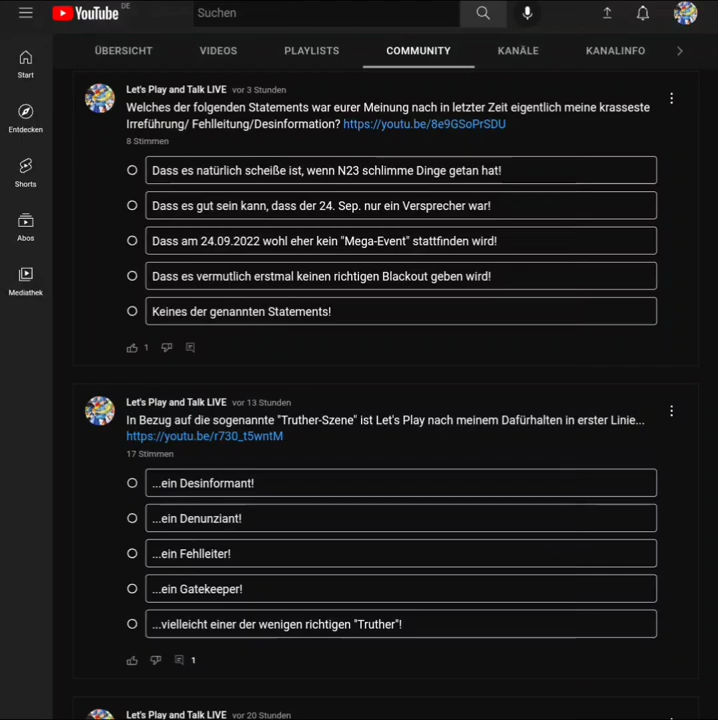 YouTube DE
Suchen
ÜBERSICHT VIDEOS PLAYLISTS COMMUNITY KANÄLE KANALINFO
Start
Entdecken
Shorts
Abos
Mediathek
Let's Play and Talk LIVE vor 3 Stunden
Welches der folgenden Statements war eurer Meinung nach in letzter Zeit eigentlich meine krasseste
Irreführung/ Fehlleitung/Desinformation? https://youtu.be/8e9GSoPrSDU
8 Stimmen
Dass es natürlich scheiße ist, wenn N23 schlimme Dinge getan hat!
Dass es gut sein kann, dass der 24. Sep. nur ein Versprecher war!
Dass am 24.09.2022 wohl eher kein "Mega-Event" stattfinden wird!
Dass es vermutlich erstmal keinen richtigen Blackout geben wird!
Keines der genannten Statements!
1
Let's Play and Talk LIVE vor 13 Stunden
In Bezug auf die sogenannte "Truther-Szene" ist Let's Play nach meinem Dafürhalten in erster Linie...
https://youtu.be/r730_t5wntM
17 Stimmen
...ein Desinformant!
...ein Denunziant!
...ein Fehlleiter!
...ein Gatekeeper!
...vielleicht einer der wenigen richtigen "Truther"!
1
Let's Play and Talk LIVE vor 20 Stunden